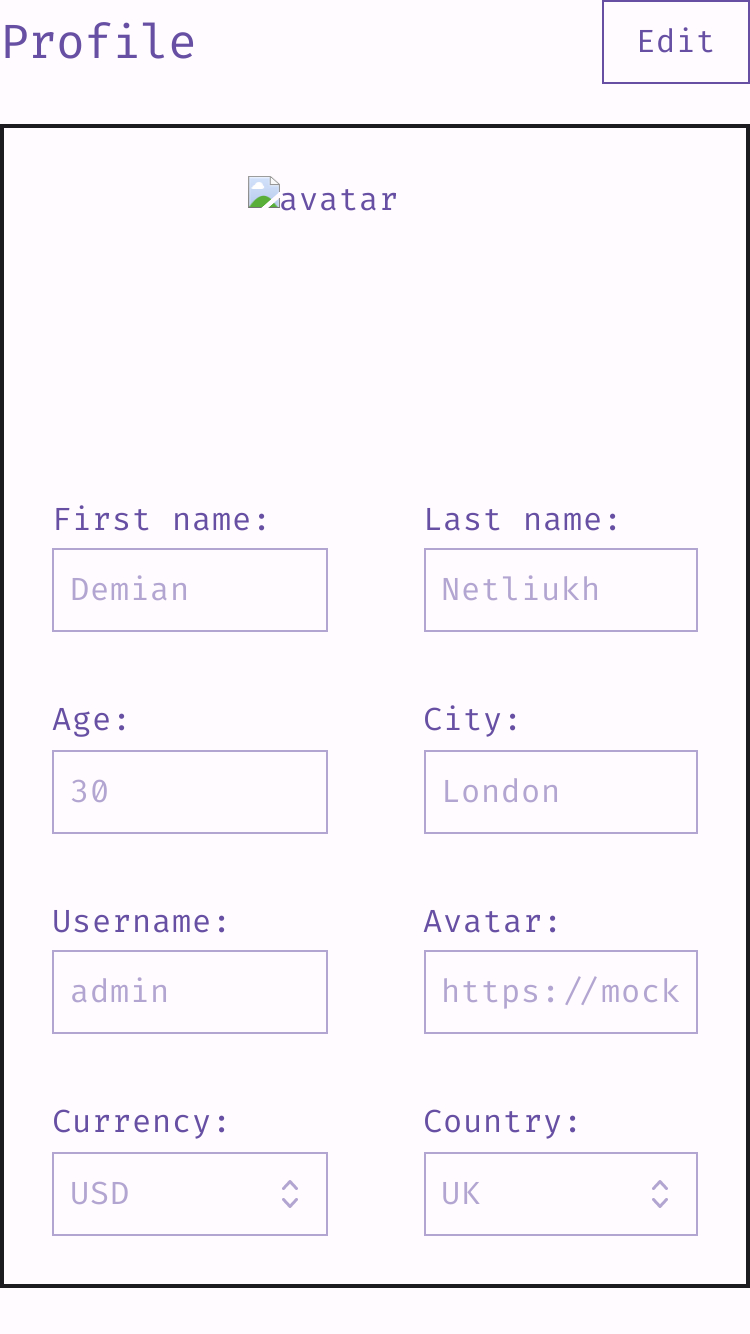 Profile
Edit
avatar
First name:
Last name:
Demian
Netliukh
Age:
City:
30
London
Username:
Avatar:
admin
https://mock
Currency:
Country:
USD
UK